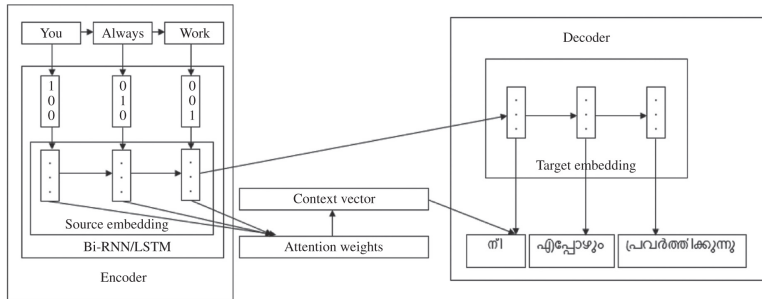 You Always Work
1 0 0
0 1 0
0 0 1
Source embedding
Bi-RNN/LSTM
Encoder
Context vector
Attention weights
Decoder
Target embedding
നീ എപ്പോഴും പ്രവർത്തിക്കുന്നു